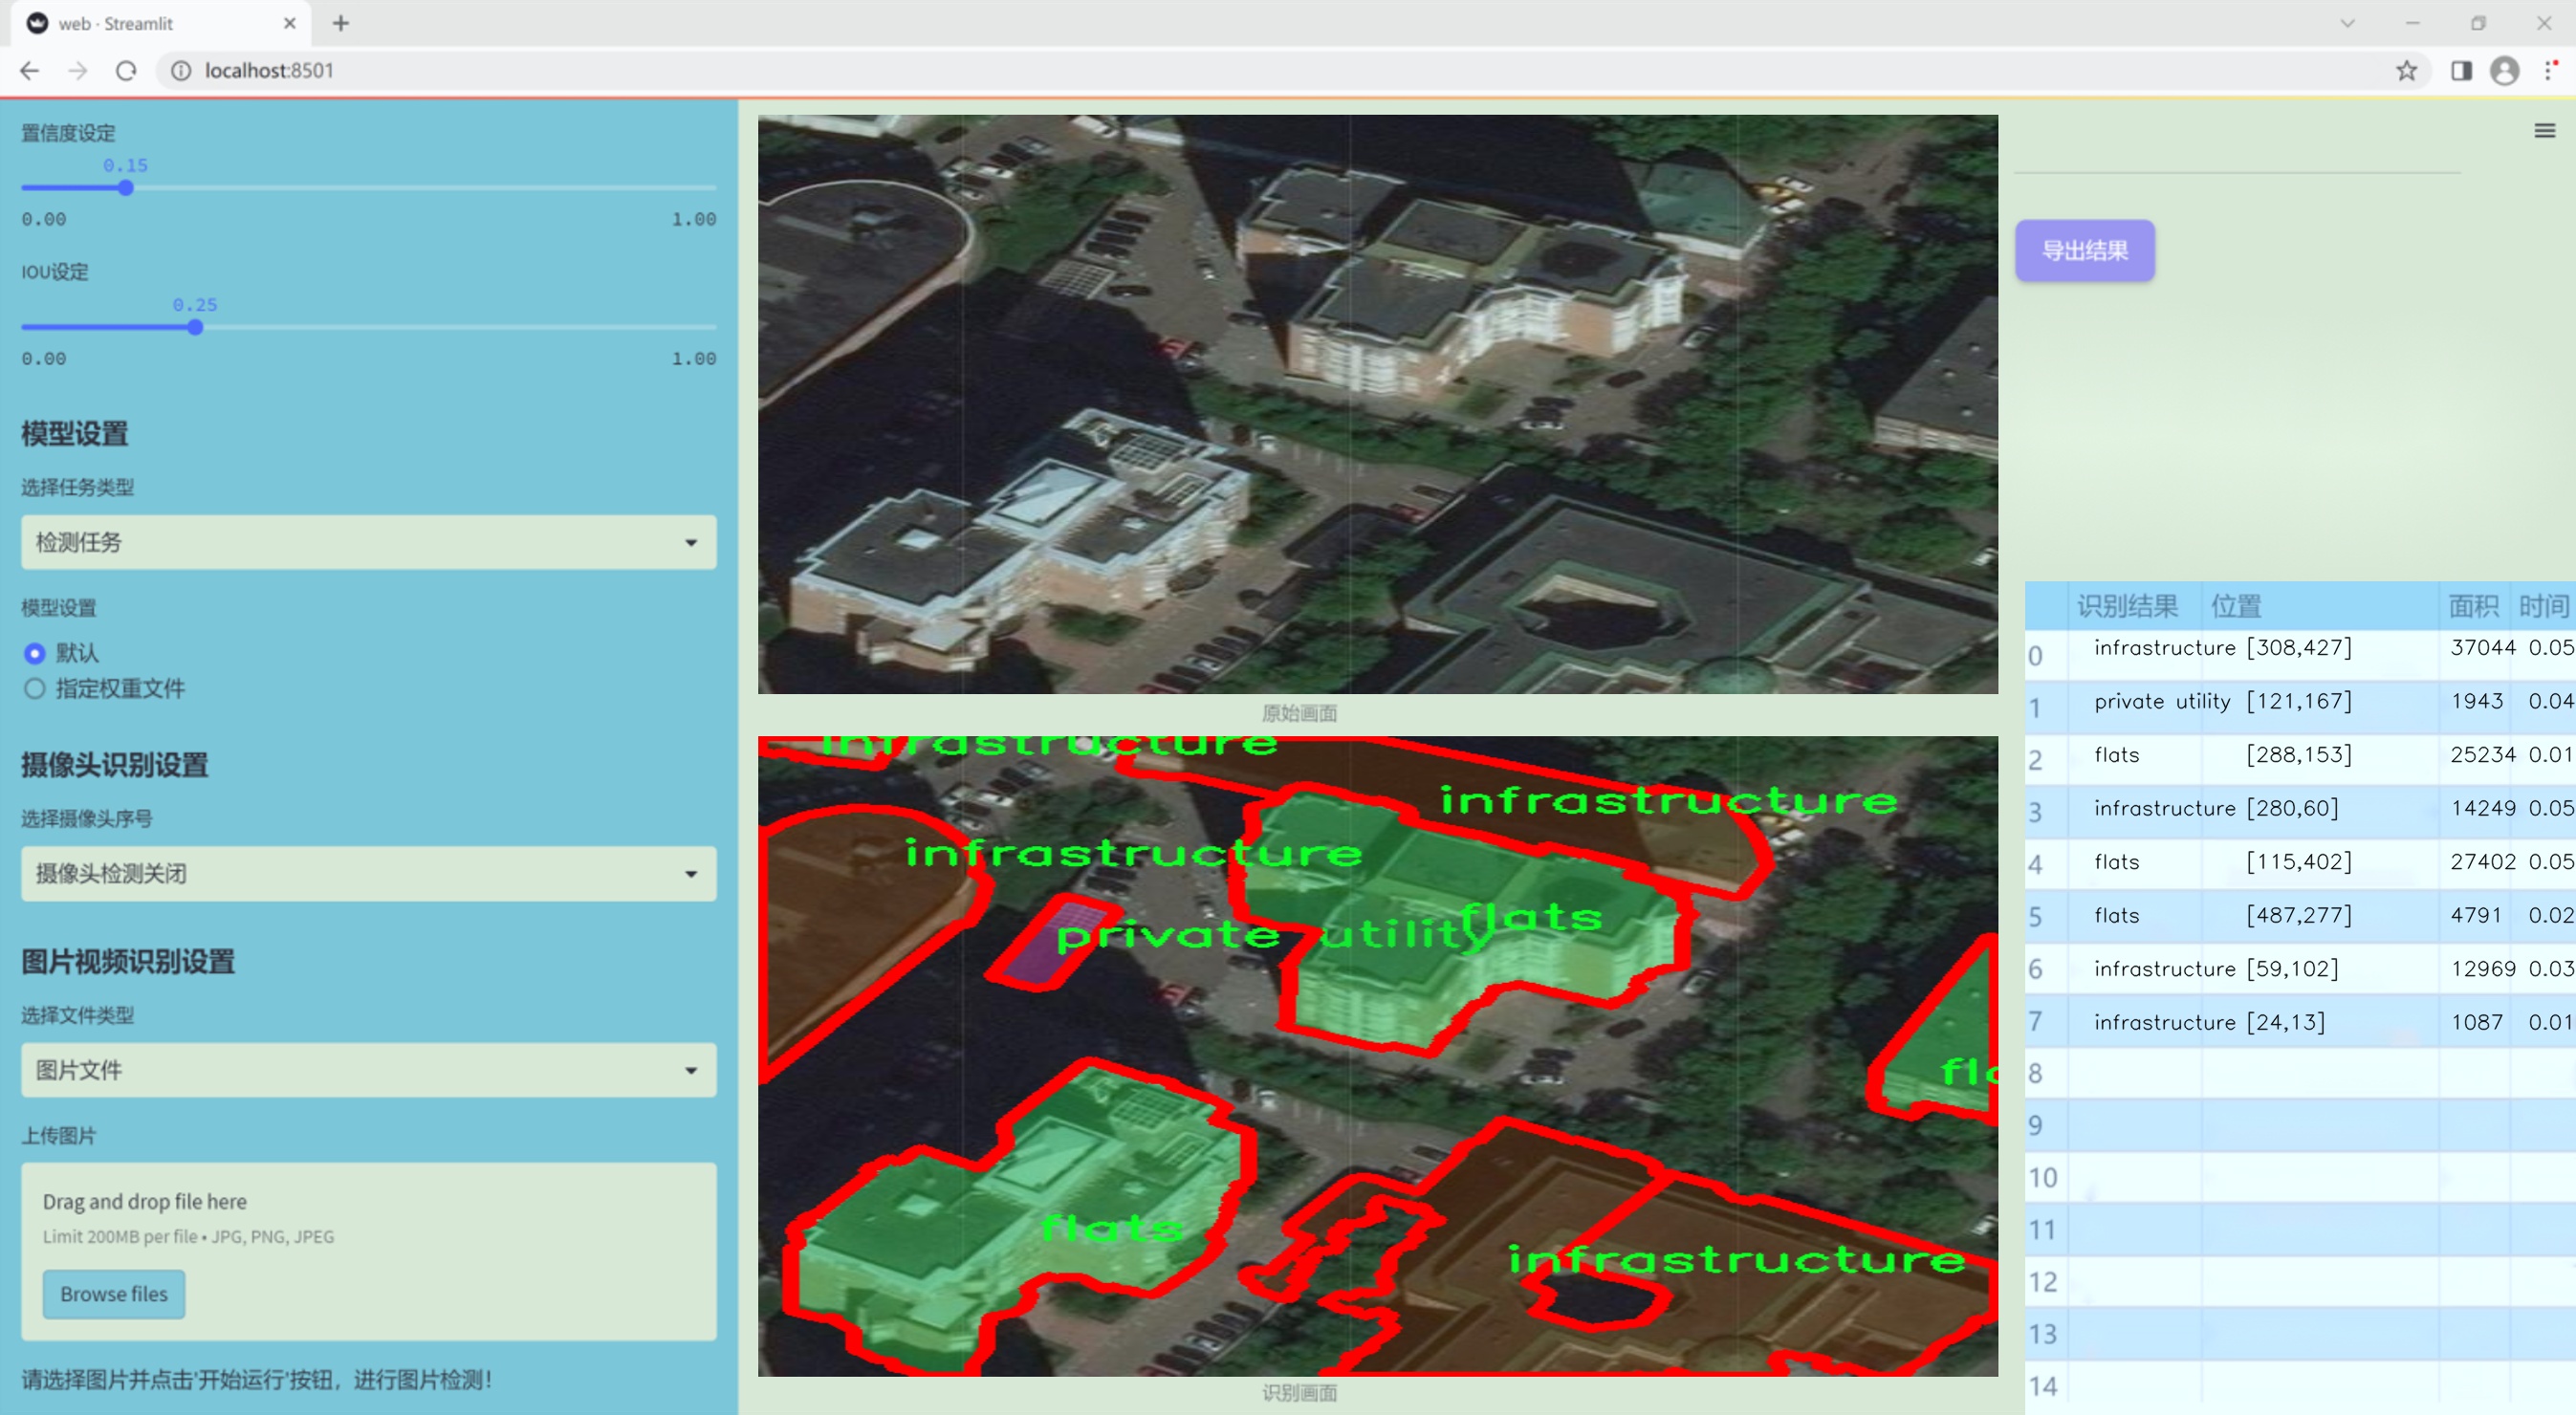 web · Streamlit
localhost:8501
置信度设定
0.15
0.00 1.00
IOU设定
0.25
0.00 1.00
模型设置
选择任务类型
检测任务
模型设置
默认
指定权重文件
摄像头识别设置
选择摄像头序号
摄像头检测关闭
图片视频识别设置
选择文件类型
图片文件
上传图片
Drag and drop file here
Limit 200MB per file • JPG, PNG, JPEG
Browse files
请选择图片并点击'开始运行'按钮，进行图片检测！
原始画面
infrastructure
infrastructure
infrastructure
private utility
flats
flats
infrastructure
识别画面
导出结果
识别结果 位置 面积 时间
0 infrastructure [308,427] 37044 0.05
1 private utility [121,167] 1943 0.04
2 flats [288,153] 25234 0.01
3 infrastructure [280,60] 14249 0.05
4 flats [115,402] 27402 0.05
5 flats [487,277] 4791 0.02
6 infrastructure [59,102] 12969 0.03
7 infrastructure [24,13] 1087 0.01
8
9
10
11
12
13
14